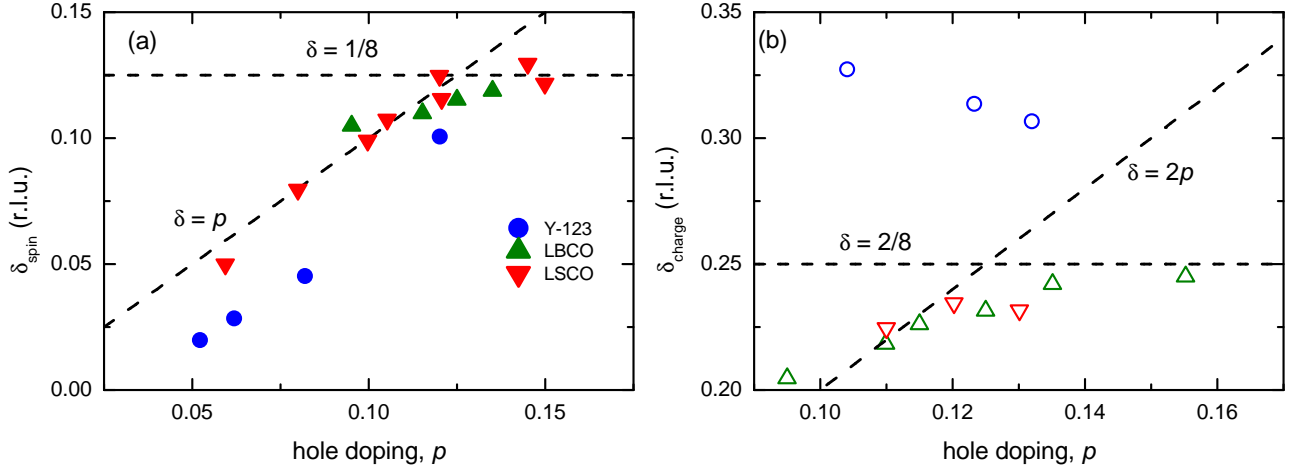 (a)
δ = 1/8
δ = p
Y-123
LBCO
LSCO
δspin (r.l.u.)
0.15
0.10
0.05
0.00
0.05
0.10
0.15
hole doping, p
(b)
δ = 2p
δ = 2/8
δcharge (r.l.u.)
0.35
0.30
0.25
0.20
0.10
0.12
0.14
0.16
hole doping, p